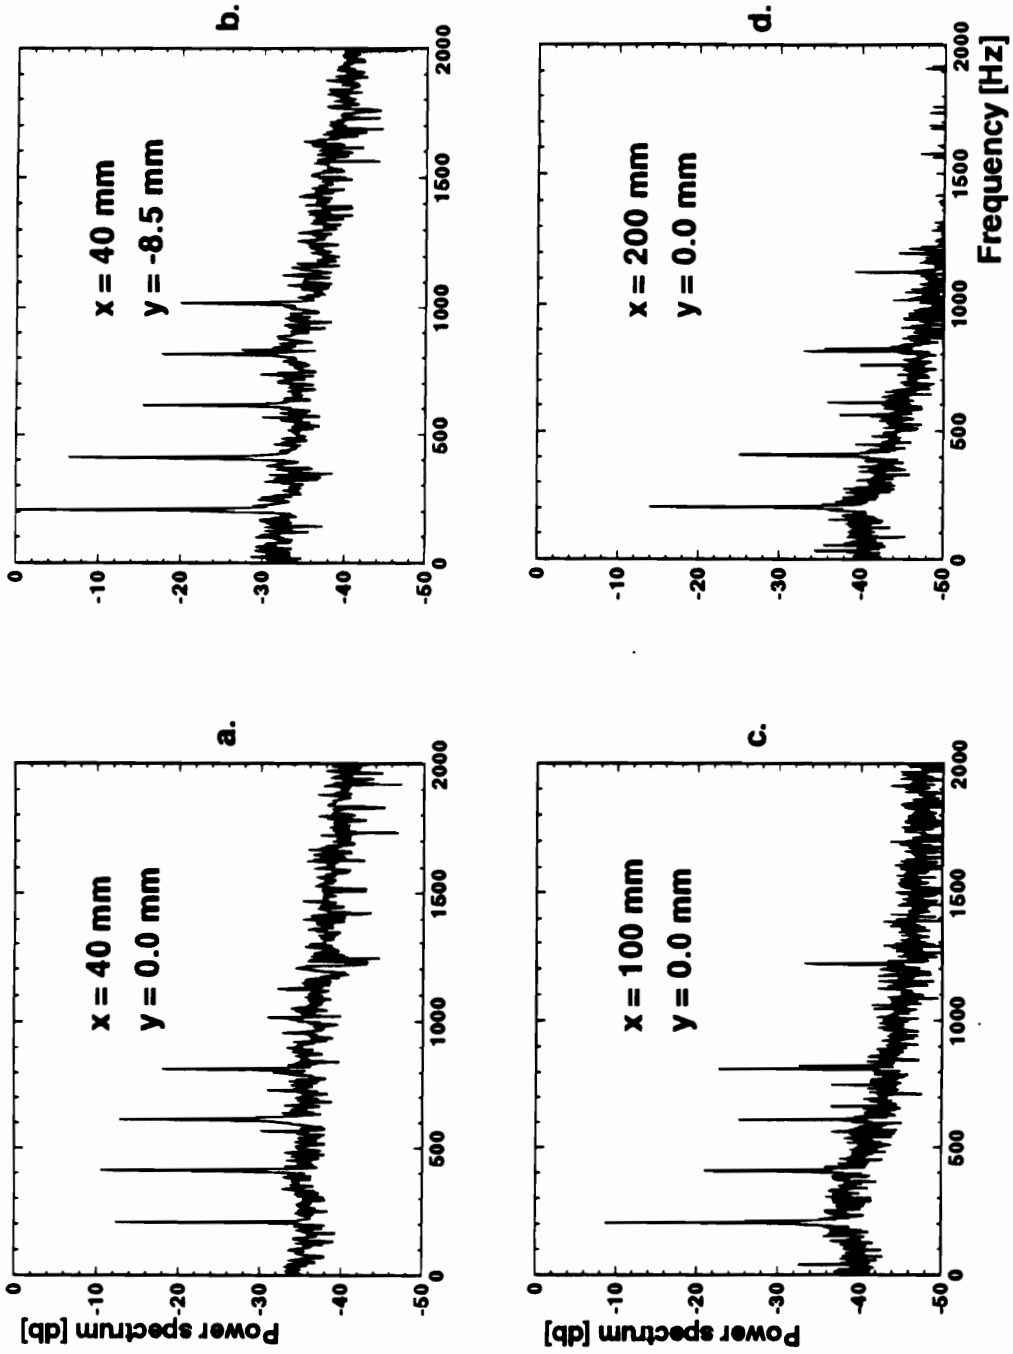 Power spectrum [db]
0
-10
-20
-30
-40
-50
0
500
1000
1500
2000
x = 40 mm
y = 0.0 mm
a.
0
-10
-20
-30
-40
-50
0
500
1000
1500
2000
x = 40 mm
y = -8.5 mm
b.
Power spectrum [db]
0
-10
-20
-30
-40
-50
0
500
1000
1500
2000
x = 100 mm
y = 0.0 mm
c.
0
-10
-20
-30
-40
-50
0
500
1000
1500
2000
x = 200 mm
y = 0.0 mm
d.
Frequency [Hz]